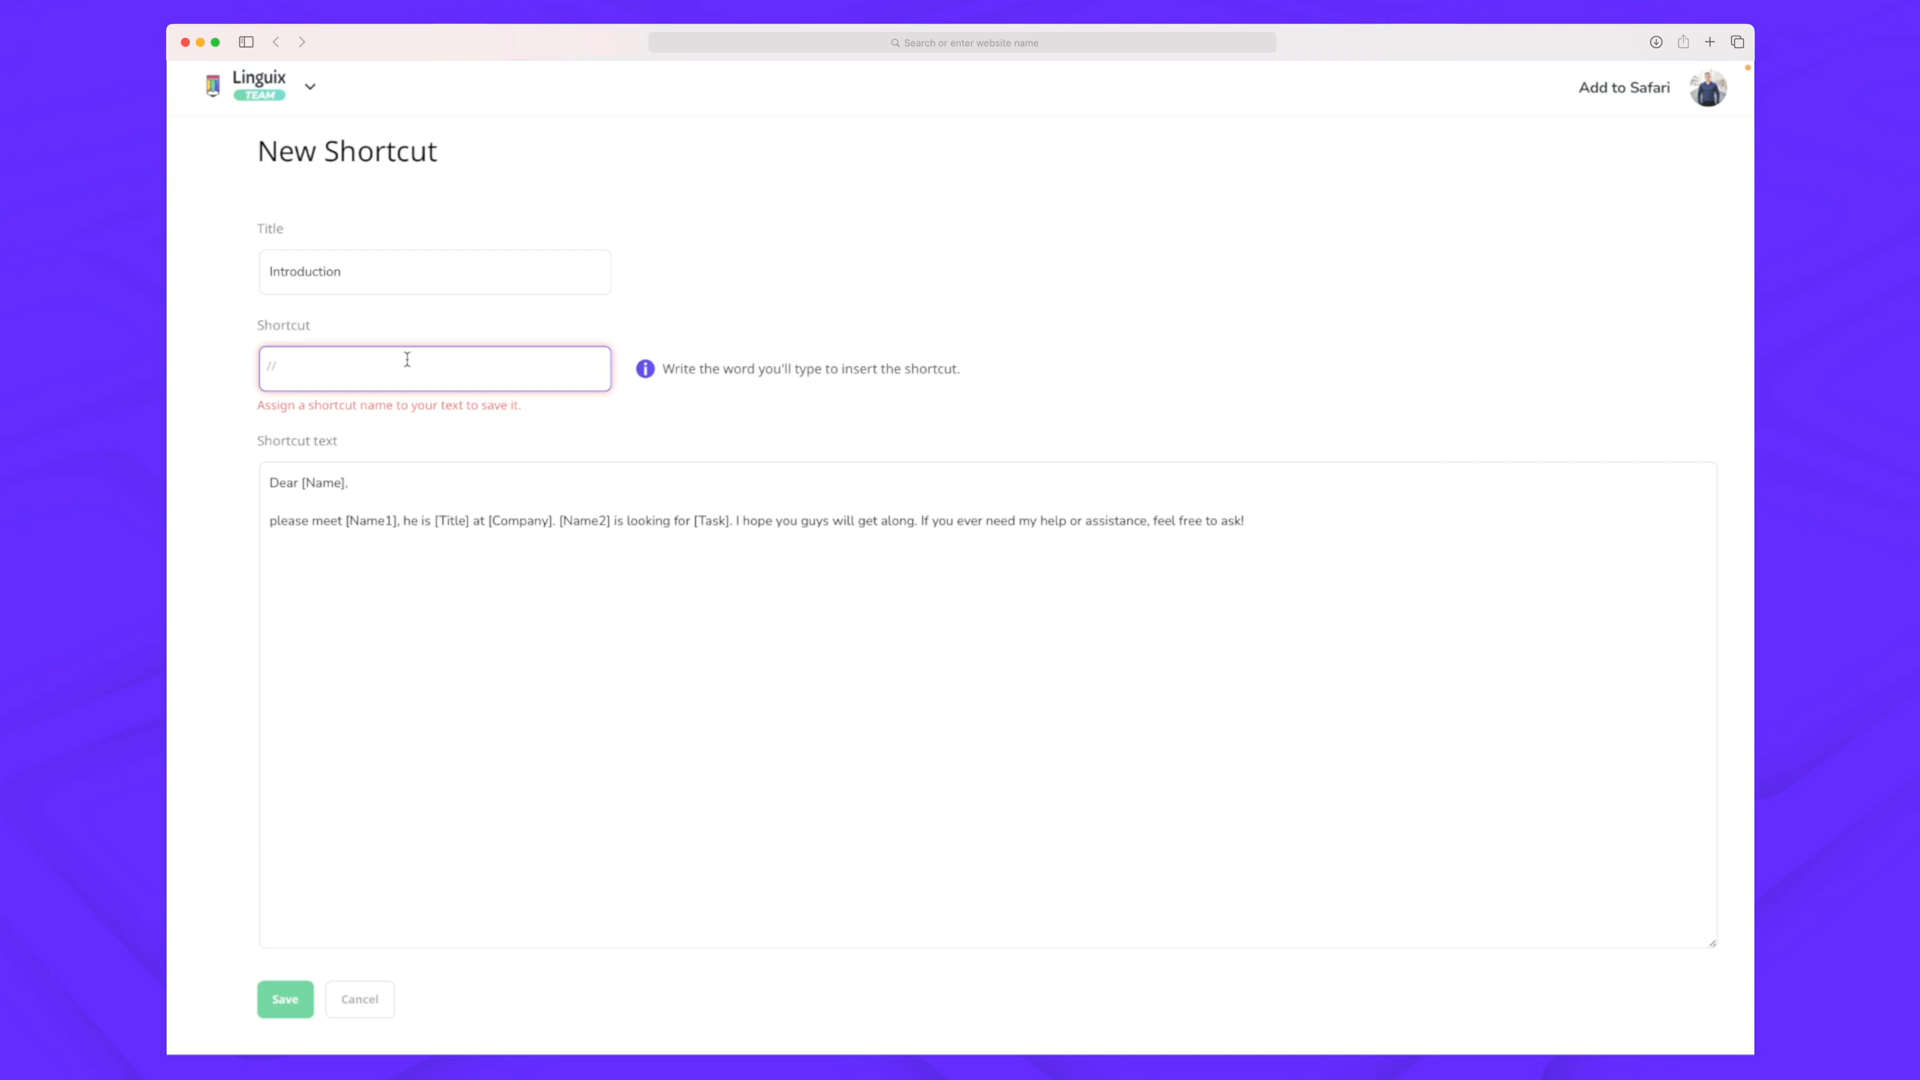 Search or enter website name
Linguix
TEAM
Add to Safari
New Shortcut
Title
Introduction
Shortcut
//
Write the word you'll type to insert the shortcut.
Assign a shortcut name to your text to save it.
Shortcut text
Dear [Name],
please meet [Name1], he is [Title] at [Company]. [Name2] is looking for [Task]. I hope you guys will get along. If you ever need my help or assistance, feel free to ask!
Save
Cancel